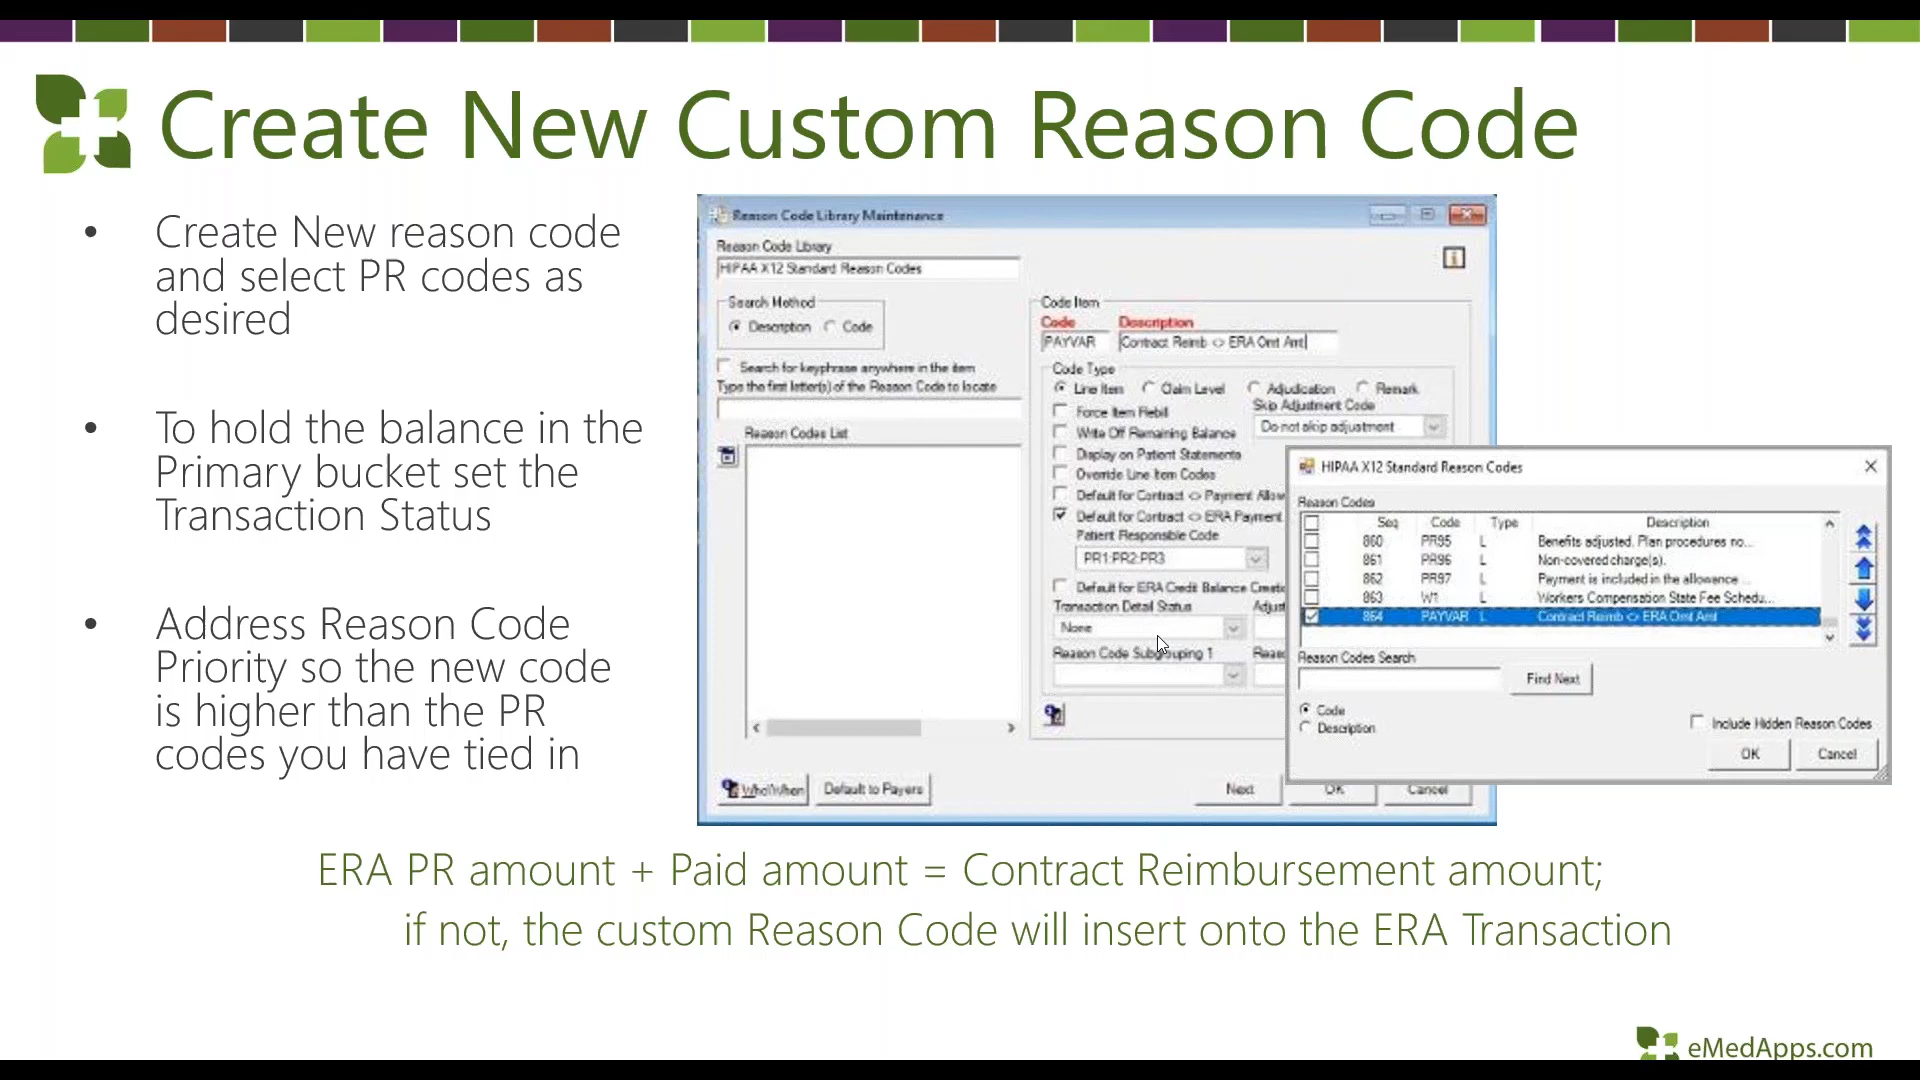 Create New Custom Reason Code
• Create New reason code
and select PR codes as
desired
• To hold the balance in the
Primary bucket set the
Transaction Status
• Address Reason Code
Priority so the new code
is higher than the PR
codes you have tied in
Reason Code Library Maintenance
Reason Code Library
HIPAA X12 Standard Reason Codes
Search Method
Description Code
Search for keyphrase anywhere in the item
Type the first letter(s) of the Reason Code to locate
Reason Codes List
Who/When Default to Payers
Code Item
Code Description
PAYVAR Contract Reimb <> ERA Omt Amt
Code Type
Line Item Claim Level Adjudication Remark
Force Item Rebill
Skip Adjustment Code
Write Off Remaining Balance
Do not skip adjustment
Display on Patient Statements
Override Line Item Codes
Default for Contract <> Payment Allow
Default for Contract <> ERA Payment
Patient Responsible Code
PR1:PR2:PR3
Default for ERA Credit Balance Creatio
Transaction Detail Status Adjust
None
Reason Code Subgrouping 1 Reaso
Next OK Cancel
HIPAA X12 Standard Reason Codes
Reason Codes
Seq Code Type Description
860 PR95 L Benefits adjusted. Plan procedures no...
861 PR96 L Non-covered charge(s).
862 PR97 L Payment is included in the allowance ...
863 W1 L Workers Compensation State Fee Schedu...
864 PAYVAR L Contract Reimb <> ERA Omt Amt
Reason Codes Search
Find Next
Code
Description
Include Hidden Reason Codes
OK Cancel
ERA PR amount + Paid amount = Contract Reimbursement amount;
if not, the custom Reason Code will insert onto the ERA Transaction
eMedApps.com